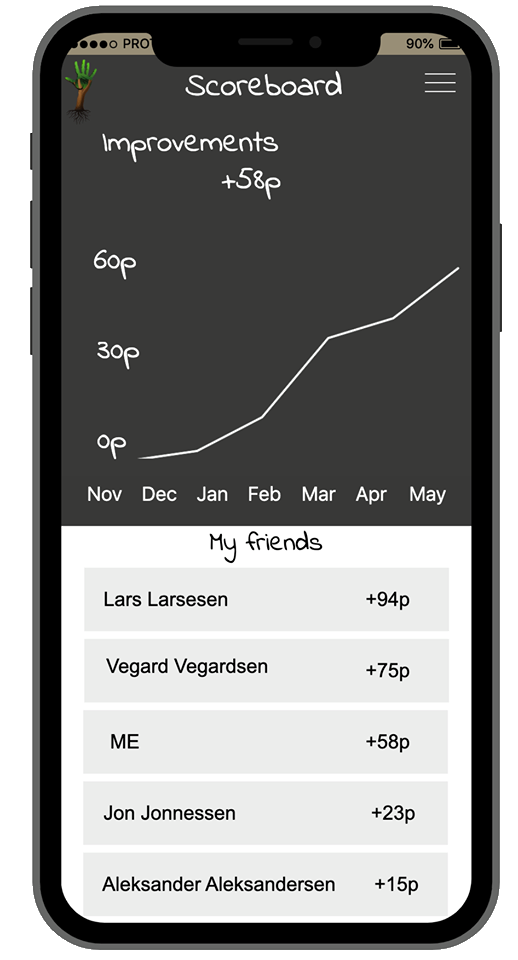 PRO
90%
Scoreboard
Improvements
+58p
60p
30p
0p
Nov Dec Jan Feb Mar Apr May
My friends
Lars Larsesen +94p
Vegard Vegardsen +75p
ME +58p
Jon Jonnessen +23p
Aleksander Aleksandersen +15p